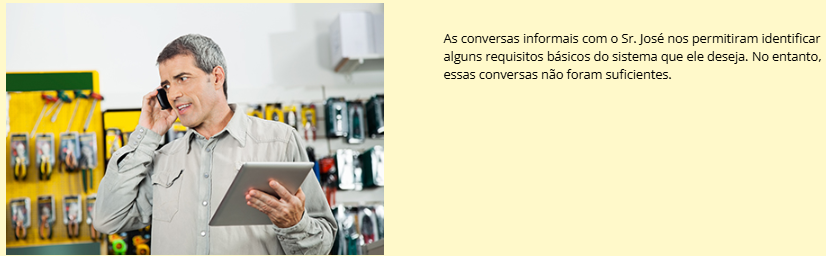 As conversas informais com o Sr. José nos permitiram identificar
alguns requisitos básicos do sistema que ele deseja. No entanto,
essas conversas não foram suficientes.